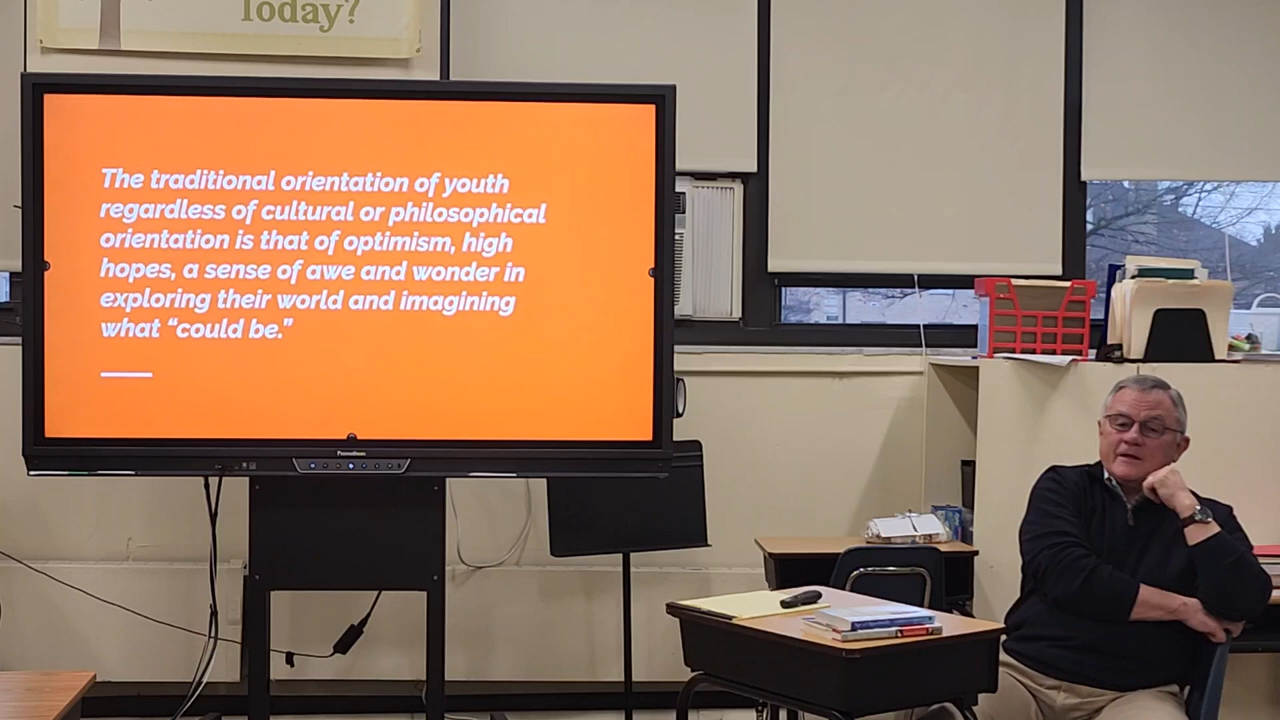 Today?
The traditional orientation of youth
regardless of cultural or philosophical
orientation is that of optimism, high
hopes, a sense of awe and wonder in
exploring their world and imagining
what “could be.”
Promethean